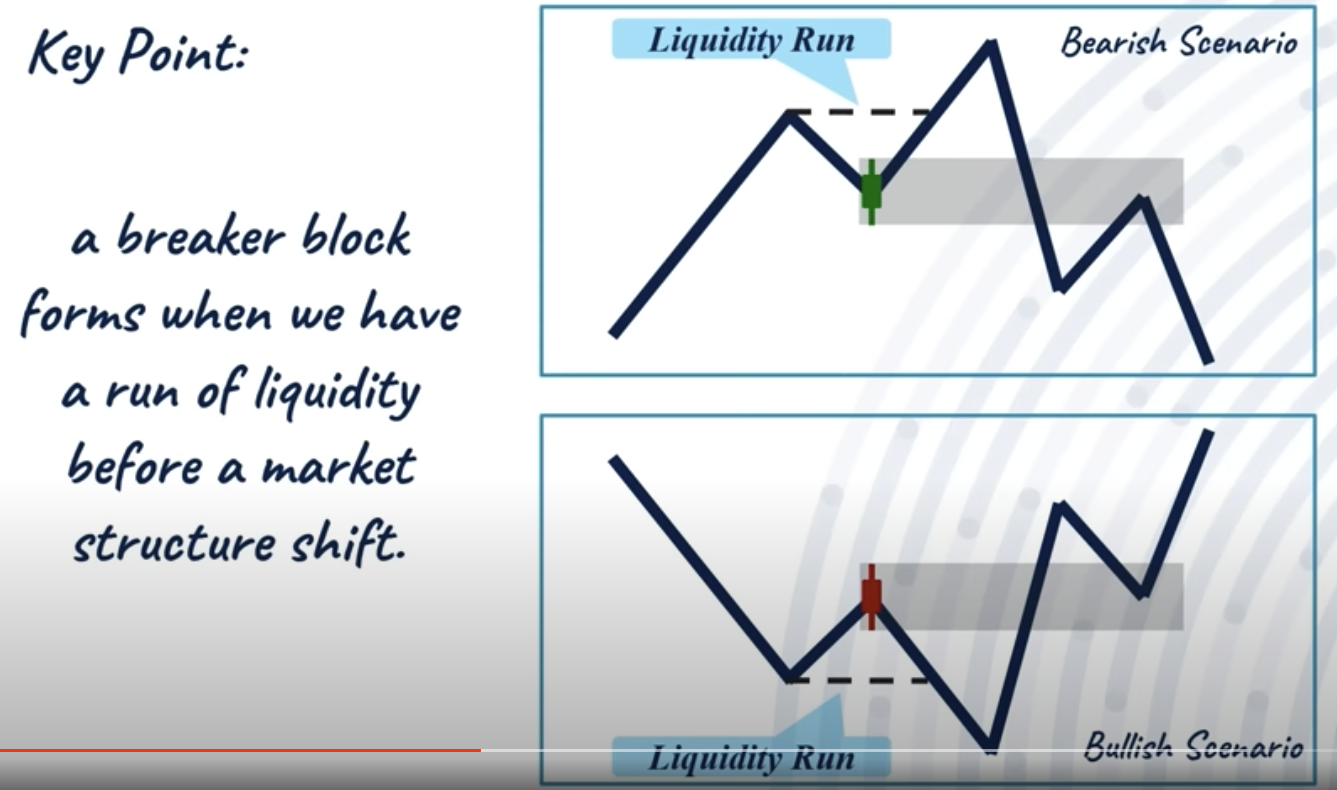 Key Point:
a breaker block
forms when we have
a run of liquidity
before a market
structure shift.
Liquidity Run
Bearish Scenario
Liquidity Run
Bullish Scenario